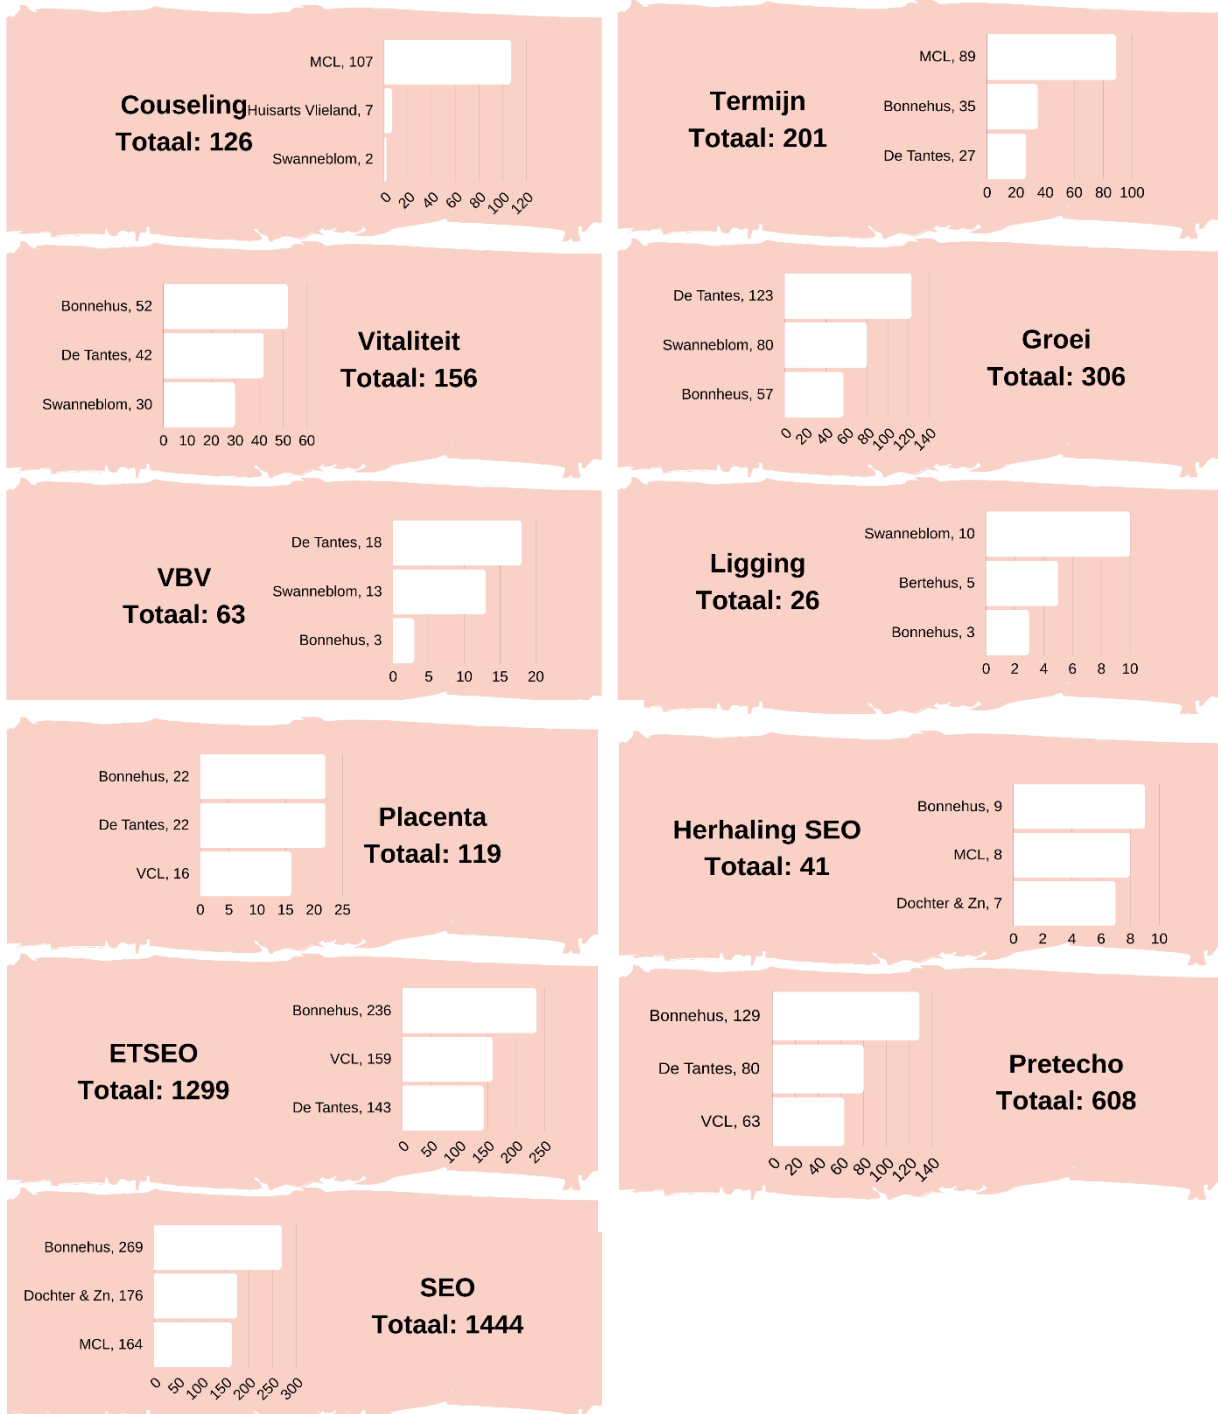 Couseling
Totaal: 126
MCL, 107
Huisarts Vlieland, 7
Swanneblom, 2
0 20 40 60 80 100 120
Termijn
Totaal: 201
MCL, 89
Bonnehus, 35
De Tantes, 27
0 20 40 60 80 100
Bonnehus, 52
De Tantes, 42
Swanneblom, 30
0 10 20 30 40 50 60
Vitaliteit
Totaal: 156
De Tantes, 123
Swanneblom, 80
Bonnheus, 57
0 20 40 60 80 100 120 140
Groei
Totaal: 306
VBV
Totaal: 63
De Tantes, 18
Swanneblom, 13
Bonnehus, 3
0 5 10 15 20
Ligging
Totaal: 26
Swanneblom, 10
Bertehus, 5
Bonnehus, 3
0 2 4 6 8 10
Bonnehus, 22
De Tantes, 22
VCL, 16
0 5 10 15 20 25
Placenta
Totaal: 119
Herhaling SEO
Totaal: 41
Bonnehus, 9
MCL, 8
Dochter & Zn, 7
0 2 4 6 8 10
ETSEO
Totaal: 1299
Bonnehus, 236
VCL, 159
De Tantes, 143
0 50 100 150 200 250
Bonnehus, 129
De Tantes, 80
VCL, 63
0 20 40 60 80 100 120 140
Pretecho
Totaal: 608
Bonnehus, 269
Dochter & Zn, 176
MCL, 164
0 50 100 150 200 250 300
SEO
Totaal: 1444